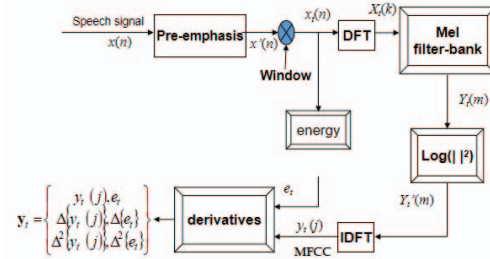 Speech signal
x(n)
Pre-emphasis
x'(n)
Window
x_t(n)
DFT
X_t(k)
Mel
filter-bank
Y_t(m)
energy
Log(| |²)
Y_t'(m)
e_t
IDFT
y_t(j)
MFCC
derivatives
y_t = { y_t(j), e_t
Δ{y_t(j)}, Δ{e_t}
Δ²{y_t(j)}, Δ²{e_t} }